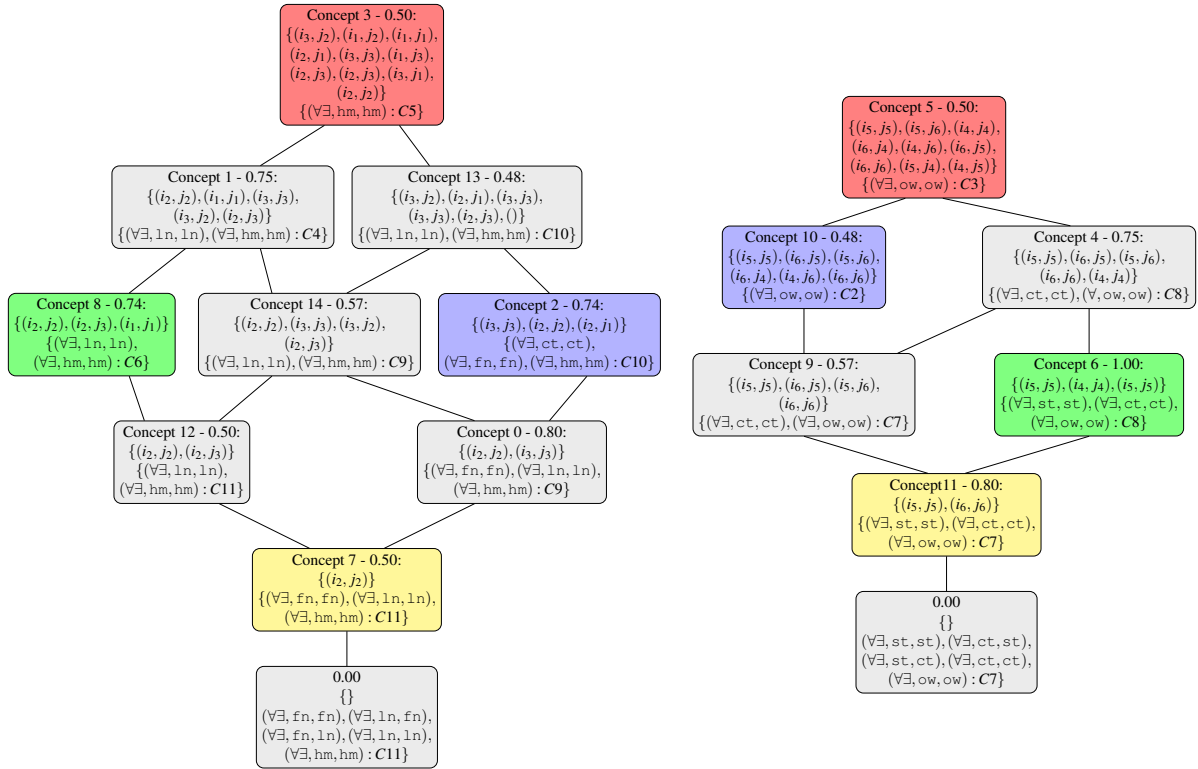 Concept 3 - 0.50:
{(i₃, j₂),(i₁, j₂),(i₁, j₁),
(i₂, j₁),(i₃, j₃),(i₁, j₃),
(i₂, j₃),(i₂, j₃),(i₃, j₁),
(i₂, j₂)}
{(∀∃,hm,hm) : C5}
Concept 1 - 0.75:
{(i₂, j₂),(i₁, j₁),(i₃, j₃),
(i₃, j₂),(i₂, j₃)}
{(∀∃,ln,ln),(∀∃,hm,hm) : C4}
Concept 13 - 0.48:
{(i₃, j₂),(i₂, j₁),(i₃, j₃),
(i₃, j₃),(i₂, j₃),()}
{(∀∃,ln,ln),(∀∃,hm,hm) : C10}
Concept 8 - 0.74:
{(i₂, j₂),(i₂, j₃),(i₁, j₁)}
{(∀∃,ln,ln),
(∀∃,hm,hm) : C6}
Concept 14 - 0.57:
{(i₂, j₂),(i₃, j₃),(i₃, j₂),
(i₂, j₃)}
{(∀∃,ln,ln),(∀∃,hm,hm) : C9}
Concept 2 - 0.74:
{(i₃, j₃),(i₂, j₂),(i₂, j₁)}
{(∀∃,ct,ct),
(∀∃,fn,fn),(∀∃,hm,hm) : C10}
Concept 12 - 0.50:
{(i₂, j₂),(i₂, j₃)}
{(∀∃,ln,ln),
(∀∃,hm,hm) : C11}
Concept 0 - 0.80:
{(i₂, j₂),(i₃, j₃)}
{(∀∃,fn,fn),(∀∃,ln,ln),
(∀∃,hm,hm) : C9}
Concept 7 - 0.50:
{(i₂, j₂)}
{(∀∃,fn,fn),(∀∃,ln,ln),
(∀∃,hm,hm) : C11}
0.00
{}
(∀∃,fn,fn),(∀∃,ln,fn),
(∀∃,fn,ln),(∀∃,ln,ln),
(∀∃,hm,hm) : C11}
Concept 5 - 0.50:
{(i₅, j₅),(i₅, j₆),(i₄, j₄),
(i₆, j₄),(i₄, j₆),(i₆, j₅),
(i₆, j₆),(i₅, j₄),(i₄, j₅)}
{(∀∃,ow,ow) : C3}
Concept 10 - 0.48:
{(i₅, j₅),(i₆, j₅),(i₅, j₆),
(i₆, j₄),(i₄, j₆),(i₆, j₆)}
{(∀∃,ow,ow) : C2}
Concept 4 - 0.75:
{(i₅, j₅),(i₆, j₅),(i₅, j₆),
(i₆, j₆),(i₄, j₄)}
{(∀∃,ct,ct),(∀,ow,ow) : C8}
Concept 9 - 0.57:
{(i₅, j₅),(i₆, j₅),(i₅, j₆),
(i₆, j₆)}
{(∀∃,ct,ct),(∀∃,ow,ow) : C7}
Concept 6 - 1.00:
{(i₅, j₅),(i₄, j₄),(i₅, j₅)}
{(∀∃,st,st),(∀∃,ct,ct),
(∀∃,ow,ow) : C8}
Concept11 - 0.80:
{(i₅, j₅),(i₆, j₆)}
{(∀∃,st,st),(∀∃,ct,ct),
(∀∃,ow,ow) : C7}
0.00
{}
(∀∃,st,st),(∀∃,ct,st),
(∀∃,st,ct),(∀∃,ct,ct),
(∀∃,ow,ow) : C7}